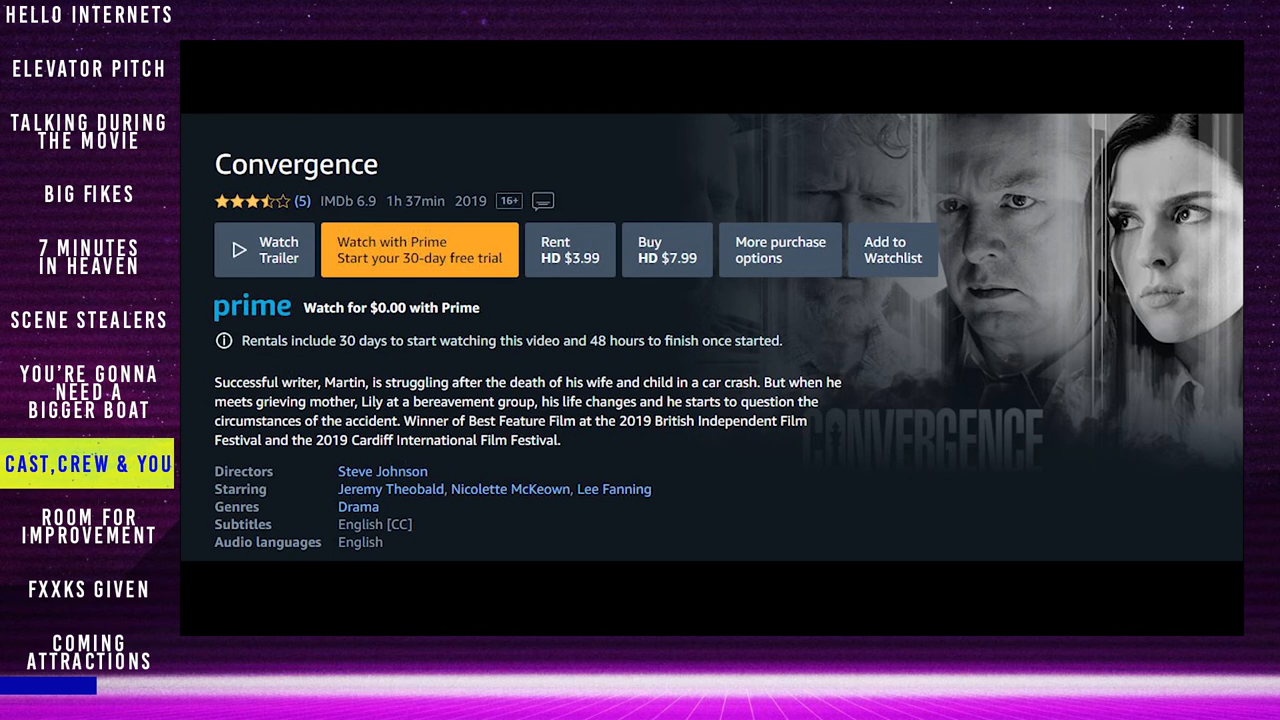 HELLO INTERNETS
ELEVATOR PITCH
TALKING DURING
THE MOVIE
BIG FIKES
7 MINUTES
IN HEAVEN
SCENE STEALERS
YOU'RE GONNA
NEED A
BIGGER BOAT
CAST,CREW & YOU
ROOM FOR
IMPROVEMENT
FXXKS GIVEN
COMING
ATTRACTIONS
Convergence
(5) IMDb 6.9 1h 37min 2019 16+
Watch
Trailer
Watch with Prime
Start your 30-day free trial
Rent
HD $3.99
Buy
HD $7.99
More purchase
options
Add to
Watchlist
prime Watch for $0.00 with Prime
Rentals include 30 days to start watching this video and 48 hours to finish once started.
Successful writer, Martin, is struggling after the death of his wife and child in a car crash. But when he
meets grieving mother, Lily at a bereavement group, his life changes and he starts to question the
circumstances of the accident. Winner of Best Feature Film at the 2019 British Independent Film
Festival and the 2019 Cardiff International Film Festival.
CONVERGENCE
Directors Steve Johnson
Starring Jeremy Theobald, Nicolette McKeown, Lee Fanning
Genres Drama
Subtitles English [CC]
Audio languages English